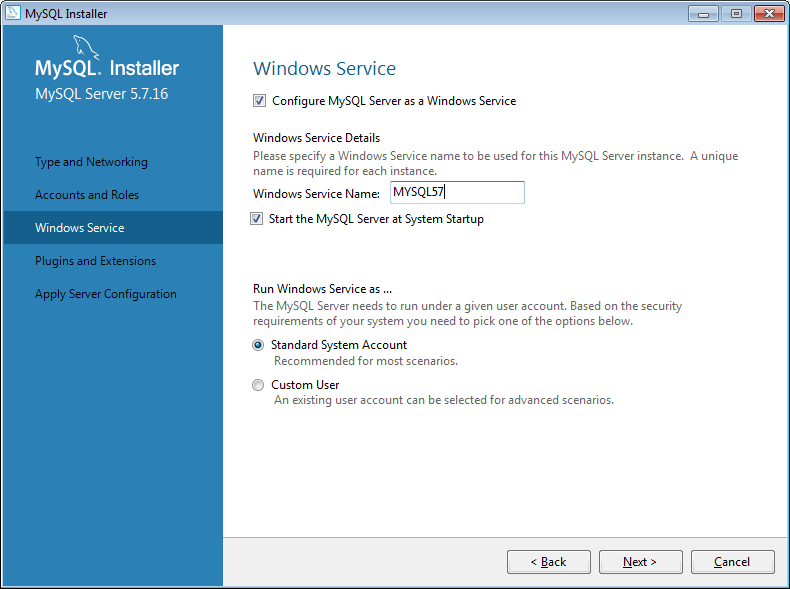 MySQL Installer
MySQL. Installer
MySQL Server 5.7.16
Type and Networking
Accounts and Roles
Windows Service
Plugins and Extensions
Apply Server Configuration
Windows Service
Configure MySQL Server as a Windows Service
Windows Service Details
Please specify a Windows Service name to be used for this MySQL Server instance. A unique
name is required for each instance.
Windows Service Name: MYSQL57
Start the MySQL Server at System Startup
Run Windows Service as ...
The MySQL Server needs to run under a given user account. Based on the security
requirements of your system you need to pick one of the options below.
Standard System Account
Recommended for most scenarios.
Custom User
An existing user account can be selected for advanced scenarios.
< Back Next > Cancel